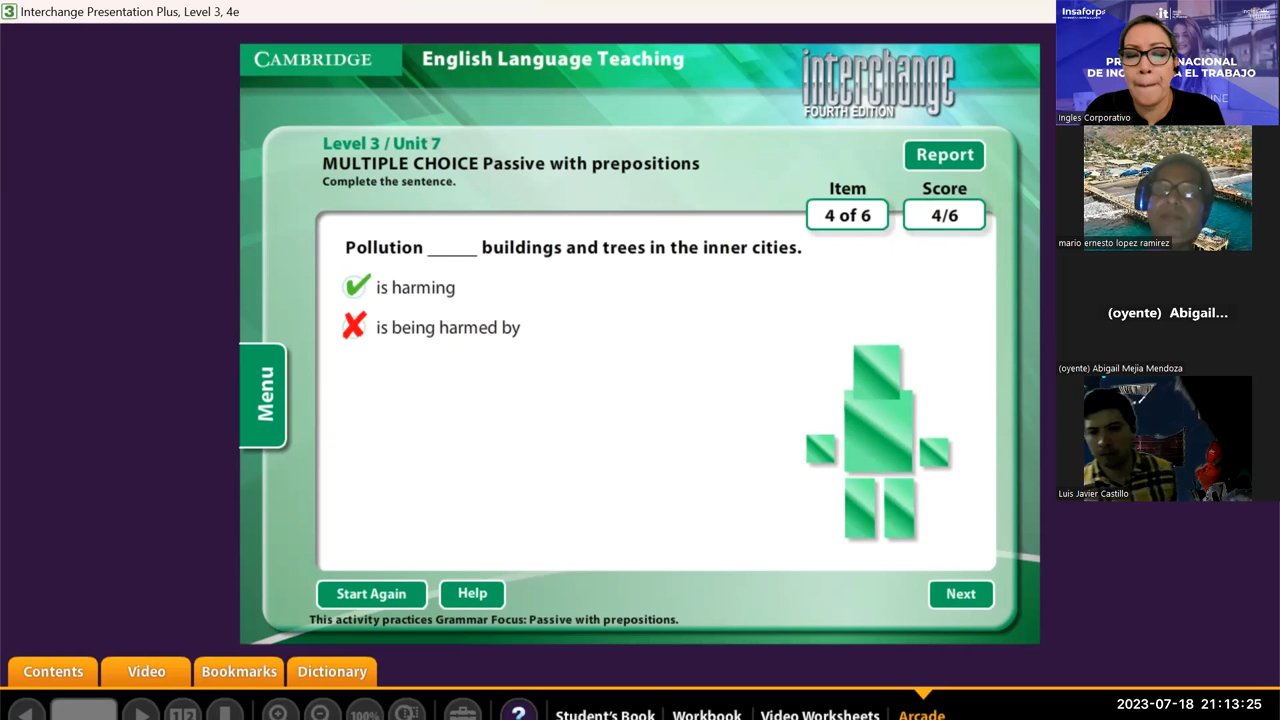 Interchange Presentation Plus, Level 3, 4e
CAMBRIDGE
English Language Teaching
interchange
FOURTH EDITION
Level 3 / Unit 7
MULTIPLE CHOICE Passive with prepositions
Complete the sentence.
Report
Item
Score
4 of 6
4/6
Pollution _____ buildings and trees in the inner cities.
is harming
is being harmed by
Menu
Start Again
Help
Next
This activity practices Grammar Focus: Passive with prepositions.
Contents
Video
Bookmarks
Dictionary
100%
?
Student's Book
Workbook
Video Worksheets
Arcade
2023-07-18 21:13:25
Insaforp
it
Ingles Corporativo
mario ernesto lopez ramirez
(oyente) Abigail...
(oyente) Abigail Mejia Mendoza
Luis Javier Castillo